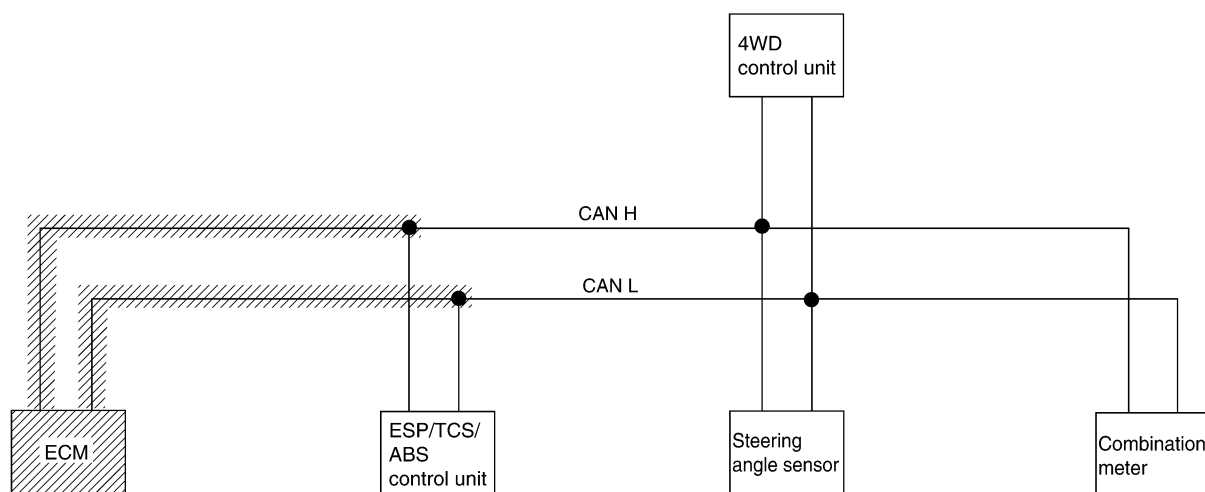 4WD
control unit
CAN H
CAN L
ECM
ESP/TCS/
ABS
control unit
Steering
angle sensor
Combination
meter